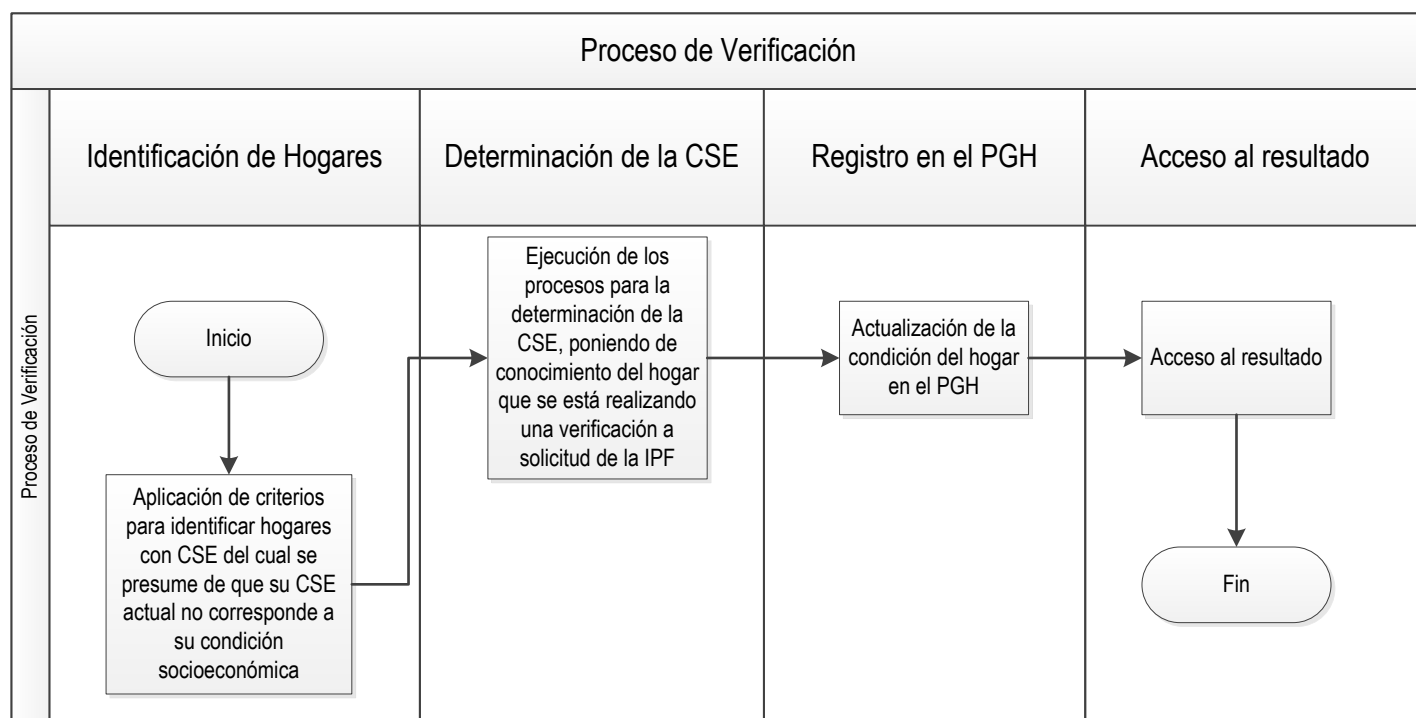 Proceso de Verificación
Proceso de Verificación
Identificación de Hogares
Determinación de la CSE
Registro en el PGH
Acceso al resultado
Inicio
Aplicación de criterios
para identificar hogares
con CSE del cual se
presume de que su CSE
actual no corresponde a
su condición
socioeconómica
Ejecución de los
procesos para la
determinación de la
CSE, poniendo de
conocimiento del hogar
que se está realizando
una verificación a
solicitud de la IPF
Actualización de la
condición del hogar
en el PGH
Acceso al resultado
Fin